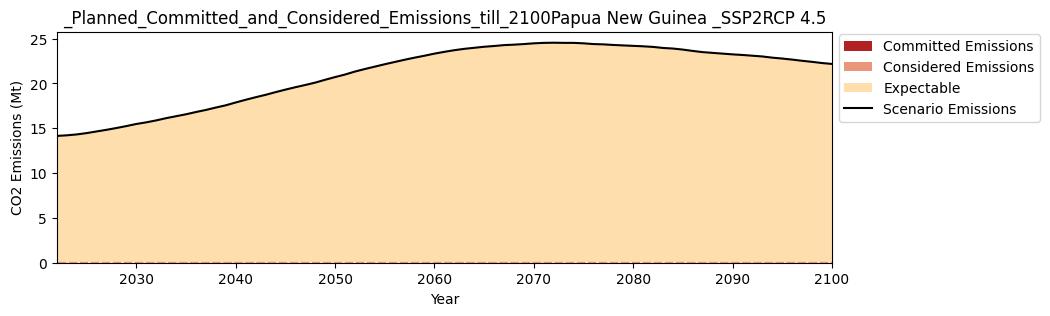 _Planned_Committed_and_Considered_Emissions_till_2100Papua New Guinea _SSP2RCP 4.5
Committed Emissions
Considered Emissions
Expectable
Scenario Emissions
CO2 Emissions (Mt)
25
20
15
10
5
0
2030 2040 2050 2060 2070 2080 2090 2100
Year